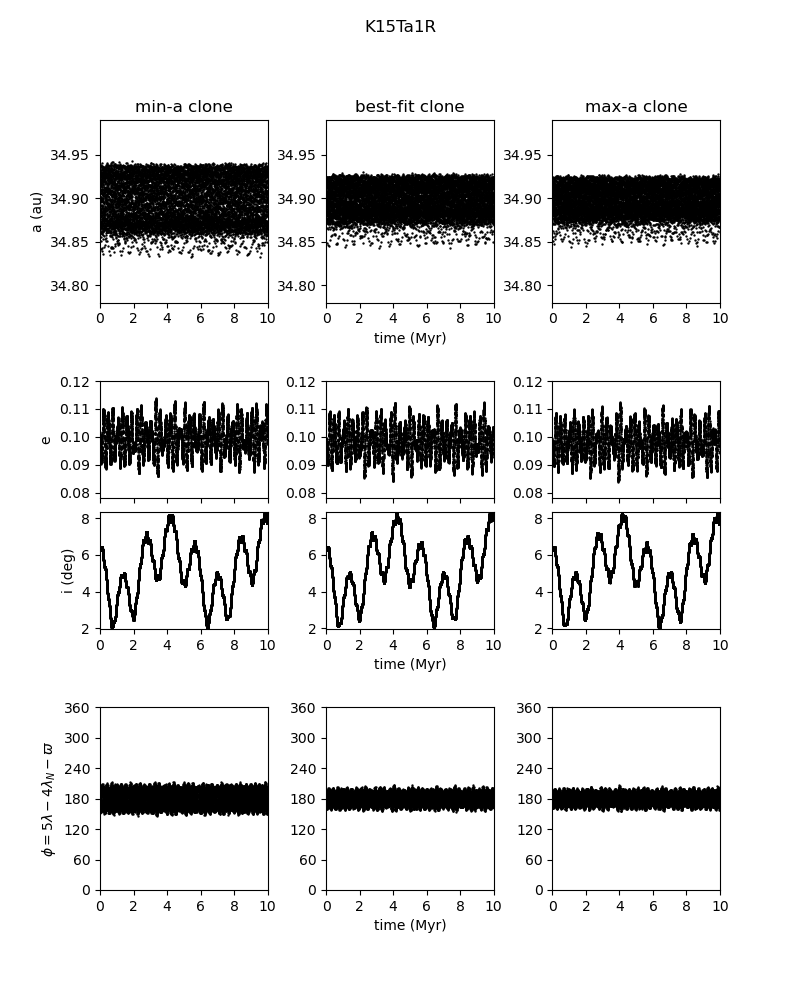 K15Ta1R
min-a clone best-fit clone max-a clone
34.95 34.95 34.95
34.90 34.90 34.90
34.85 34.85 34.85
34.80 34.80 34.80
a (au)
0 2 4 6 8 10 0 2 4 6 8 10 0 2 4 6 8 10
time (Myr)
0.12 0.12 0.12
0.11 0.11 0.11
0.10 0.10 0.10
0.09 0.09 0.09
0.08 0.08 0.08
e
8 8 8
6 6 6
4 4 4
2 2 2
i (deg)
0 2 4 6 8 10 0 2 4 6 8 10 0 2 4 6 8 10
time (Myr)
360 360 360
300 300 300
240 240 240
180 180 180
120 120 120
60 60 60
0 0 0
ϕ = 5λ − 4λ_N − ϖ
0 2 4 6 8 10 0 2 4 6 8 10 0 2 4 6 8 10
time (Myr)